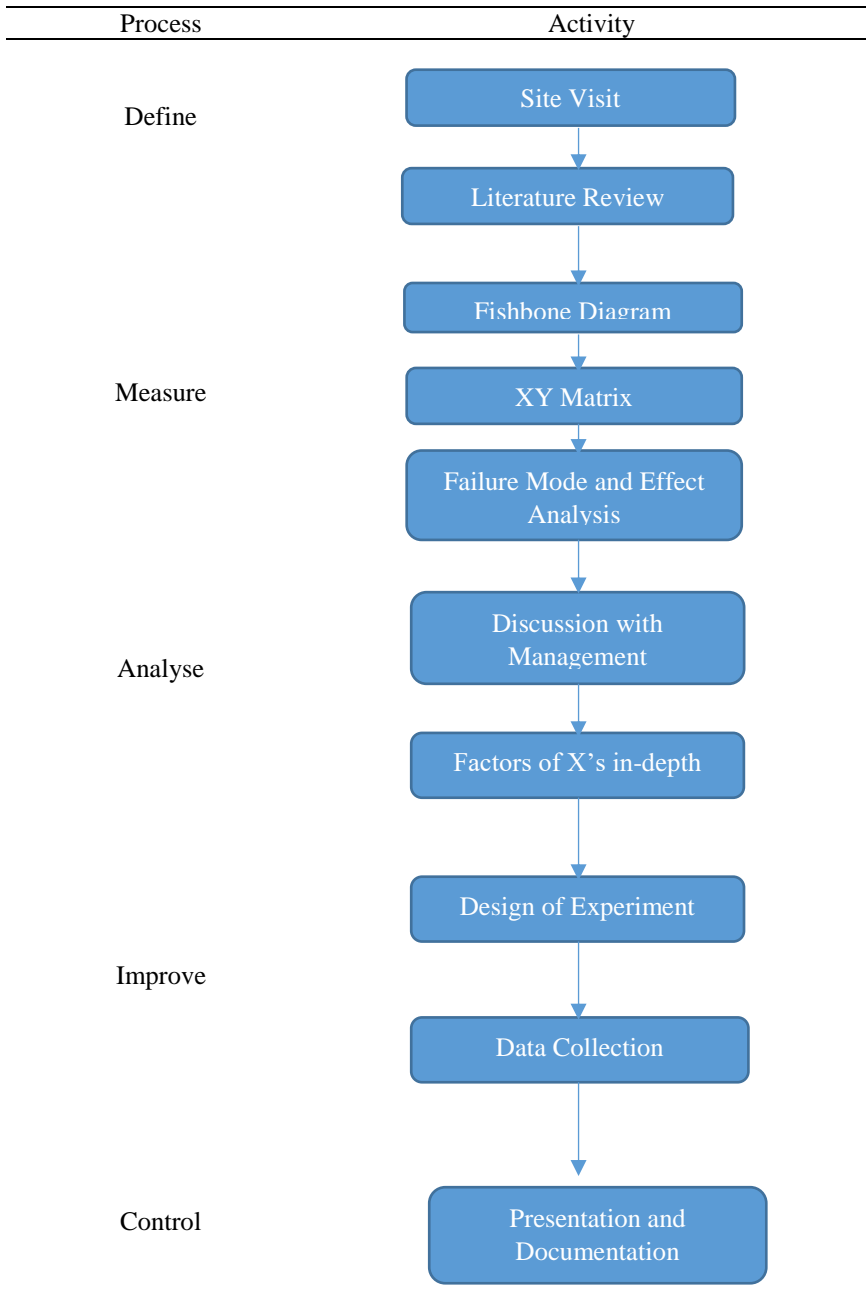 Process Activity
Define
Site Visit
Literature Review
Fishbone Diagram
Measure
XY Matrix
Failure Mode and Effect
Analysis
Analyse
Discussion with
Management
Factors of X’s in-depth
Design of Experiment
Improve
Data Collection
Control
Presentation and
Documentation